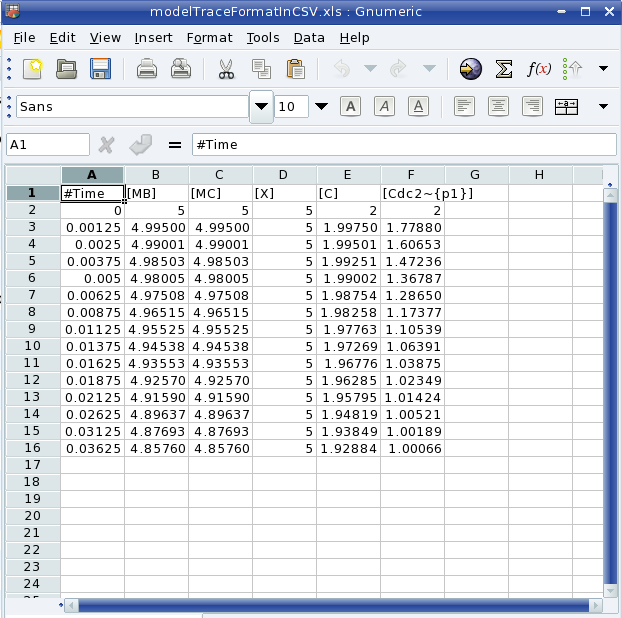 modelTraceFormatInCSV.xls : Gnumeric
File Edit View Insert Format Tools Data Help
Σ f(x)
Sans 10 A A A
A1 = #Time
A B C D E F G H
1 #Time [MB] [MC] [X] [C] [Cdc2~{p1}]
2 0 5 5 5 2 2
3 0.00125 4.99500 4.99500 5 1.99750 1.77880
4 0.0025 4.99001 4.99001 5 1.99501 1.60653
5 0.00375 4.98503 4.98503 5 1.99251 1.47236
6 0.005 4.98005 4.98005 5 1.99002 1.36787
7 0.00625 4.97508 4.97508 5 1.98754 1.28650
8 0.00875 4.96515 4.96515 5 1.98258 1.17377
9 0.01125 4.95525 4.95525 5 1.97763 1.10539
10 0.01375 4.94538 4.94538 5 1.97269 1.06391
11 0.01625 4.93553 4.93553 5 1.96776 1.03875
12 0.01875 4.92570 4.92570 5 1.96285 1.02349
13 0.02125 4.91590 4.91590 5 1.95795 1.01424
14 0.02625 4.89637 4.89637 5 1.94819 1.00521
15 0.03125 4.87693 4.87693 5 1.93849 1.00189
16 0.03625 4.85760 4.85760 5 1.92884 1.00066
17
18
19
20
21
22
23
24
25